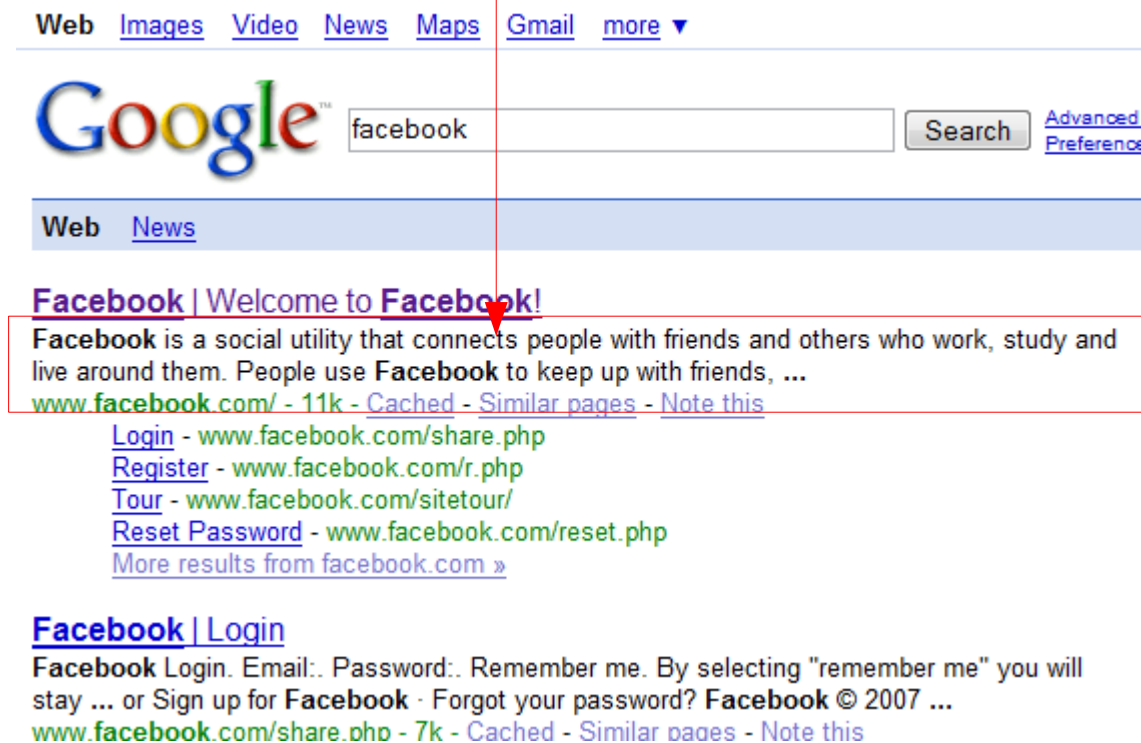 Web Images Video News Maps Gmail more ▼
Google™ facebook Search Advanced
Preference
Web News
Facebook | Welcome to Facebook!
Facebook is a social utility that connects people with friends and others who work, study and
live around them. People use Facebook to keep up with friends, ...
www.facebook.com/ - 11k - Cached - Similar pages - Note this
Login - www.facebook.com/share.php
Register - www.facebook.com/r.php
Tour - www.facebook.com/sitetour/
Reset Password - www.facebook.com/reset.php
More results from facebook.com »
Facebook | Login
Facebook Login. Email:. Password:. Remember me. By selecting "remember me" you will
stay ... or Sign up for Facebook · Forgot your password? Facebook © 2007 ...
www.facebook.com/share.php - 7k - Cached - Similar pages - Note this